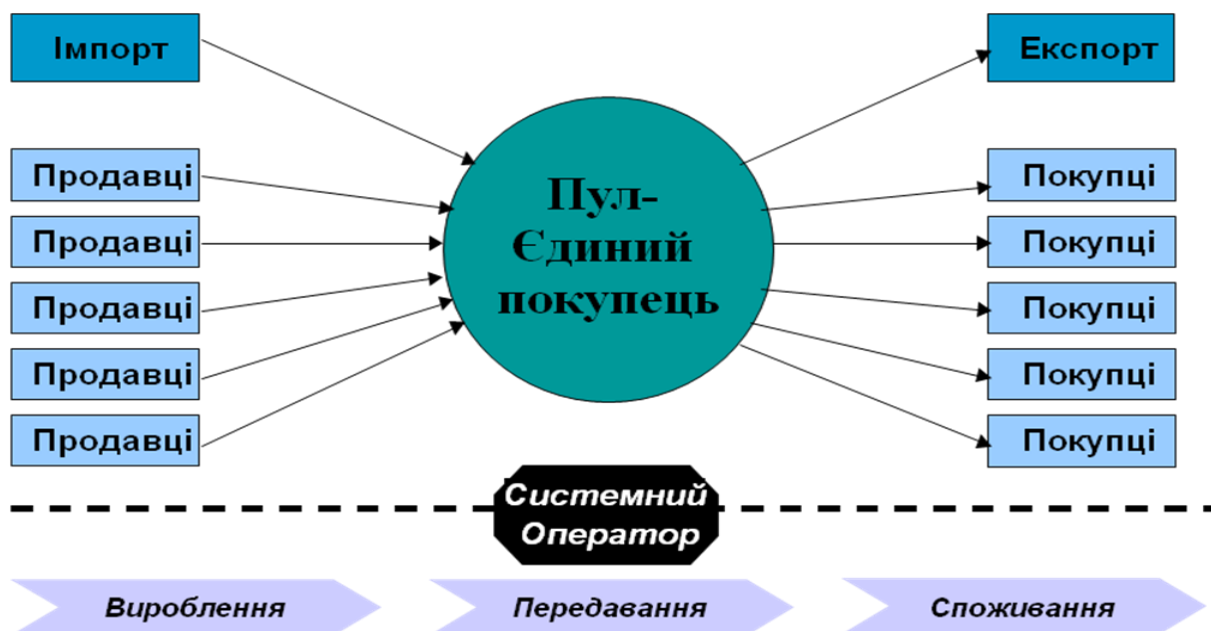 Імпорт
Експорт
Продавці
Продавці
Продавці
Продавці
Продавці
Пул-
Єдиний
покупець
Покупці
Покупці
Покупці
Покупці
Покупці
Системний
Оператор
Вироблення
Передавання
Споживання